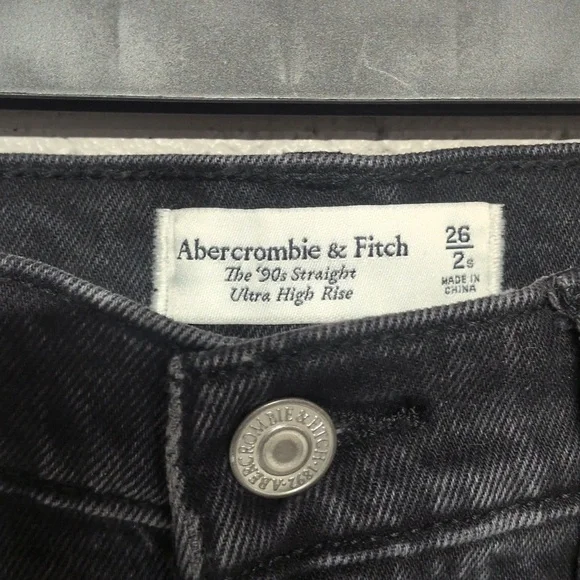 Abercrombie & Fitch
The '90s Straight
Ultra High Rise
26
2s
MADE IN
CHINA
ABERCROMBIE & FITCH · 1892 ·